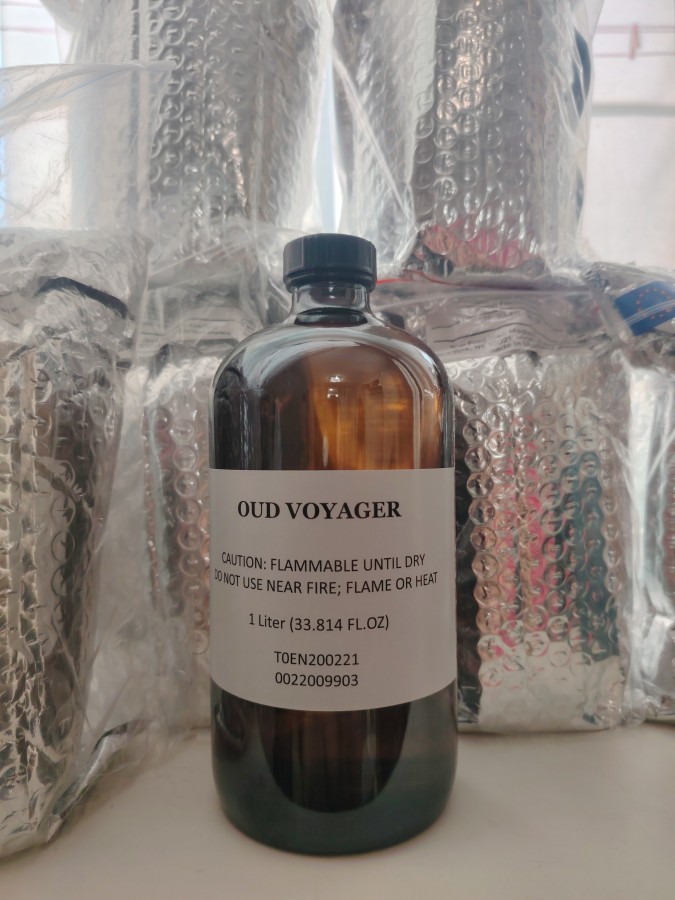 OUD VOYAGER
CAUTION: FLAMMABLE UNTIL DRY
DO NOT USE NEAR FIRE; FLAME OR HEAT
1 Liter (33.814 FL.OZ)
T0EN200221
0022009903